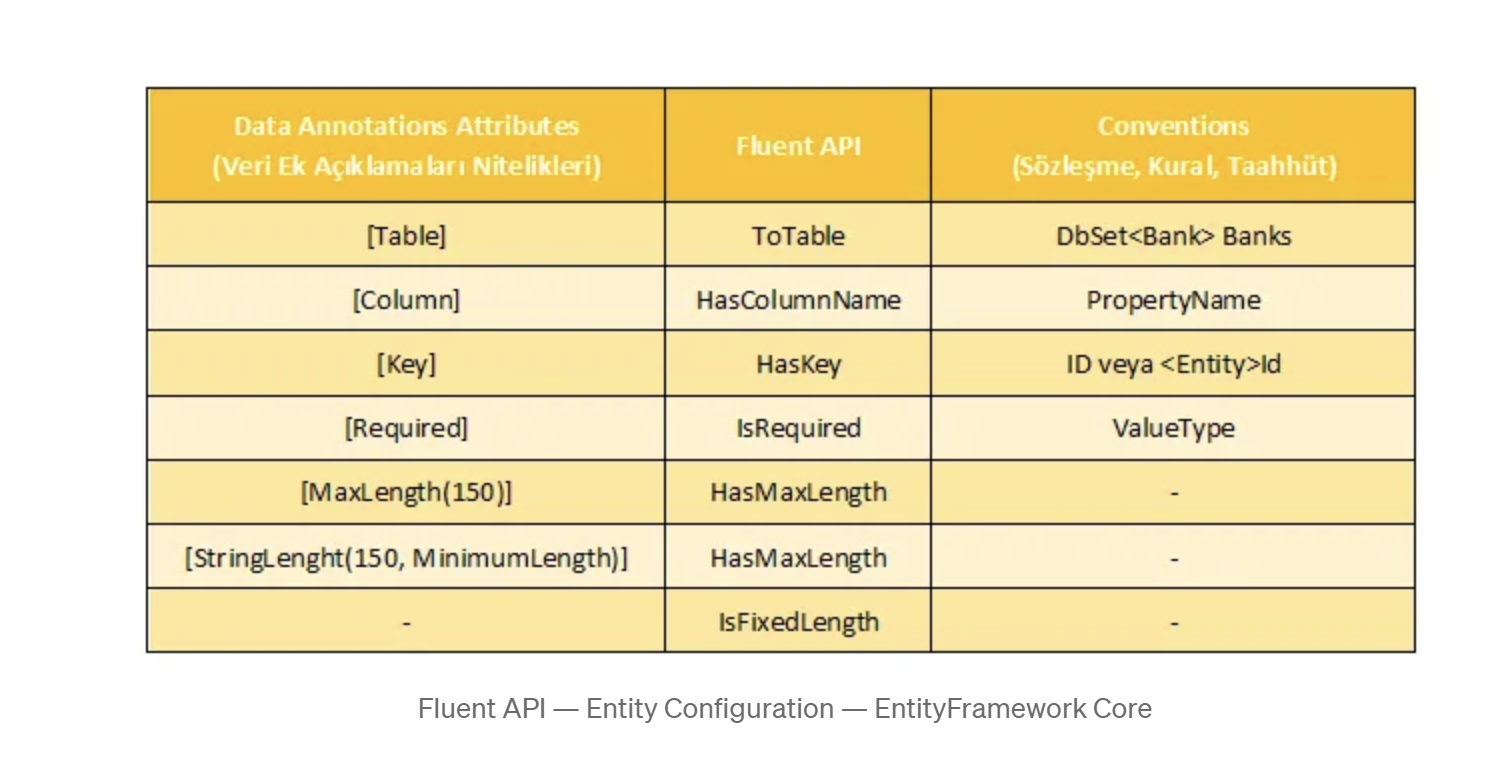 Data Annotations Attributes
(Veri Ek Açıklamaları Nitelikleri)
Fluent API
Conventions
(Sözleşme, Kural, Taahhüt)
[Table]
ToTable
DbSet<Bank> Banks
[Column]
HasColumnName
PropertyName
[Key]
HasKey
ID veya <Entity>Id
[Required]
IsRequired
ValueType
[MaxLength(150)]
HasMaxLength
-
[StringLenght(150, MinimumLength)]
HasMaxLength
-
-
IsFixedLength
-
Fluent API — Entity Configuration — EntityFramework Core